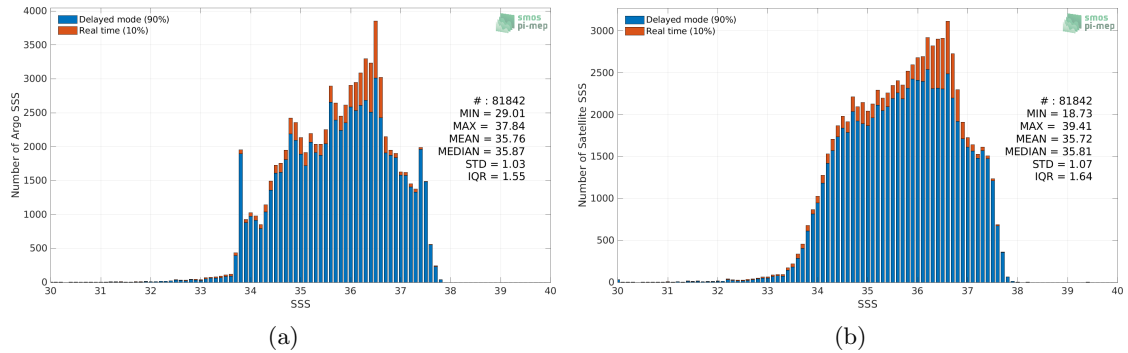 Delayed mode (90%)
Real time (10%)
smos
pi-mep
Number of Argo SSS
4000
3500
3000
2500
2000
1500
1000
500
0
# : 81842
MIN = 29.01
MAX = 37.84
MEAN = 35.76
MEDIAN = 35.87
STD = 1.03
IQR = 1.55
30 31 32 33 34 35 36 37 38 39 40
SSS
(a)
Delayed mode (90%)
Real time (10%)
smos
pi-mep
Number of Satellite SSS
3000
2500
2000
1500
1000
500
0
# : 81842
MIN = 18.73
MAX = 39.41
MEAN = 35.72
MEDIAN = 35.81
STD = 1.07
IQR = 1.64
30 31 32 33 34 35 36 37 38 39 40
SSS
(b)